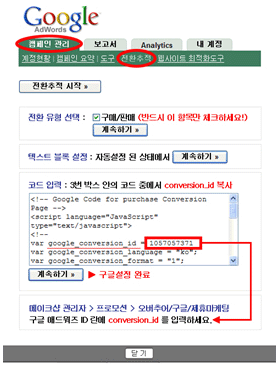 Google
AdWords
캠페인 관리 보고서 Analytics 내 계정
계정현황 | 캠페인 요약 | 도구 | 전환추적 | 웹사이트 최적화도구
전환추적 시작 »
전환 유형 선택 : 구매/판매 (반드시 이 항목만 체크하세요!)
계속하기 »
텍스트 블록 설정 : 자동설정 된 상태에서 계속하기 »
코드 입력 : 3번 박스 안의 코드 중에서 conversion_id 복사
<!-- Google Code for purchase Conversion
Page -->
<script language="JavaScript"
type="text/javascript">
<!--
var google_conversion_id = 1057057371
var google_conversion_language = "ko";
var google_conversion_format = "1";
계속하기 » ▶ 구글설정 완료
메이크샵 관리자 > 프로모션 > 오버추어/구글/제휴마케팅
구글 애드워즈 ID 란에 conversion_id 를 입력하세요.
닫 기